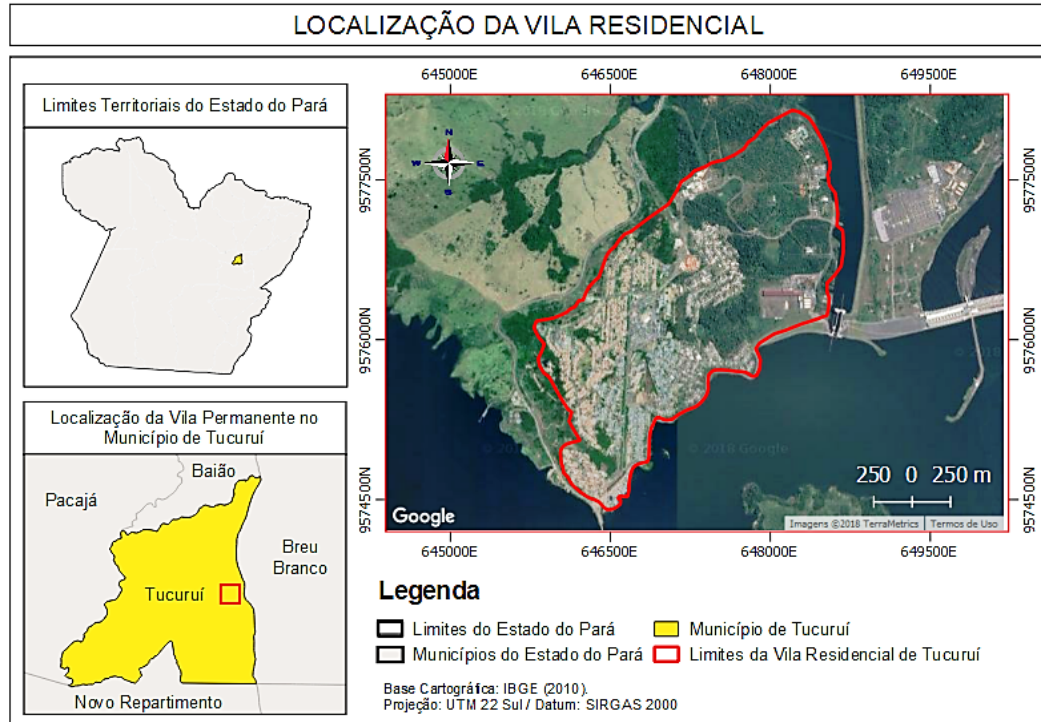 LOCALIZAÇÃO DA VILA RESIDENCIAL
Limites Territoriais do Estado do Pará
645000E
646500E
648000E
649500E
9577500N
9576000N
9574500N
9577500N
9576000N
9574500N
N
W
E
S
© 2018
© 2018 Google
250 0 250 m
Google
Imagens ©2018 TerraMetrics
Termos de Uso
645000E
646500E
648000E
649500E
Localização da Vila Permanente no
Município de Tucuruí
Baião
Pacajá
Breu
Branco
Tucuruí
Novo Repartimento
Legenda
Limites do Estado do Pará
Município de Tucuruí
Municípios do Estado do Pará
Limites da Vila Residencial de Tucuruí
Base Cartográfica: IBGE (2010).
Projeção: UTM 22 Sul / Datum: SIRGAS 2000